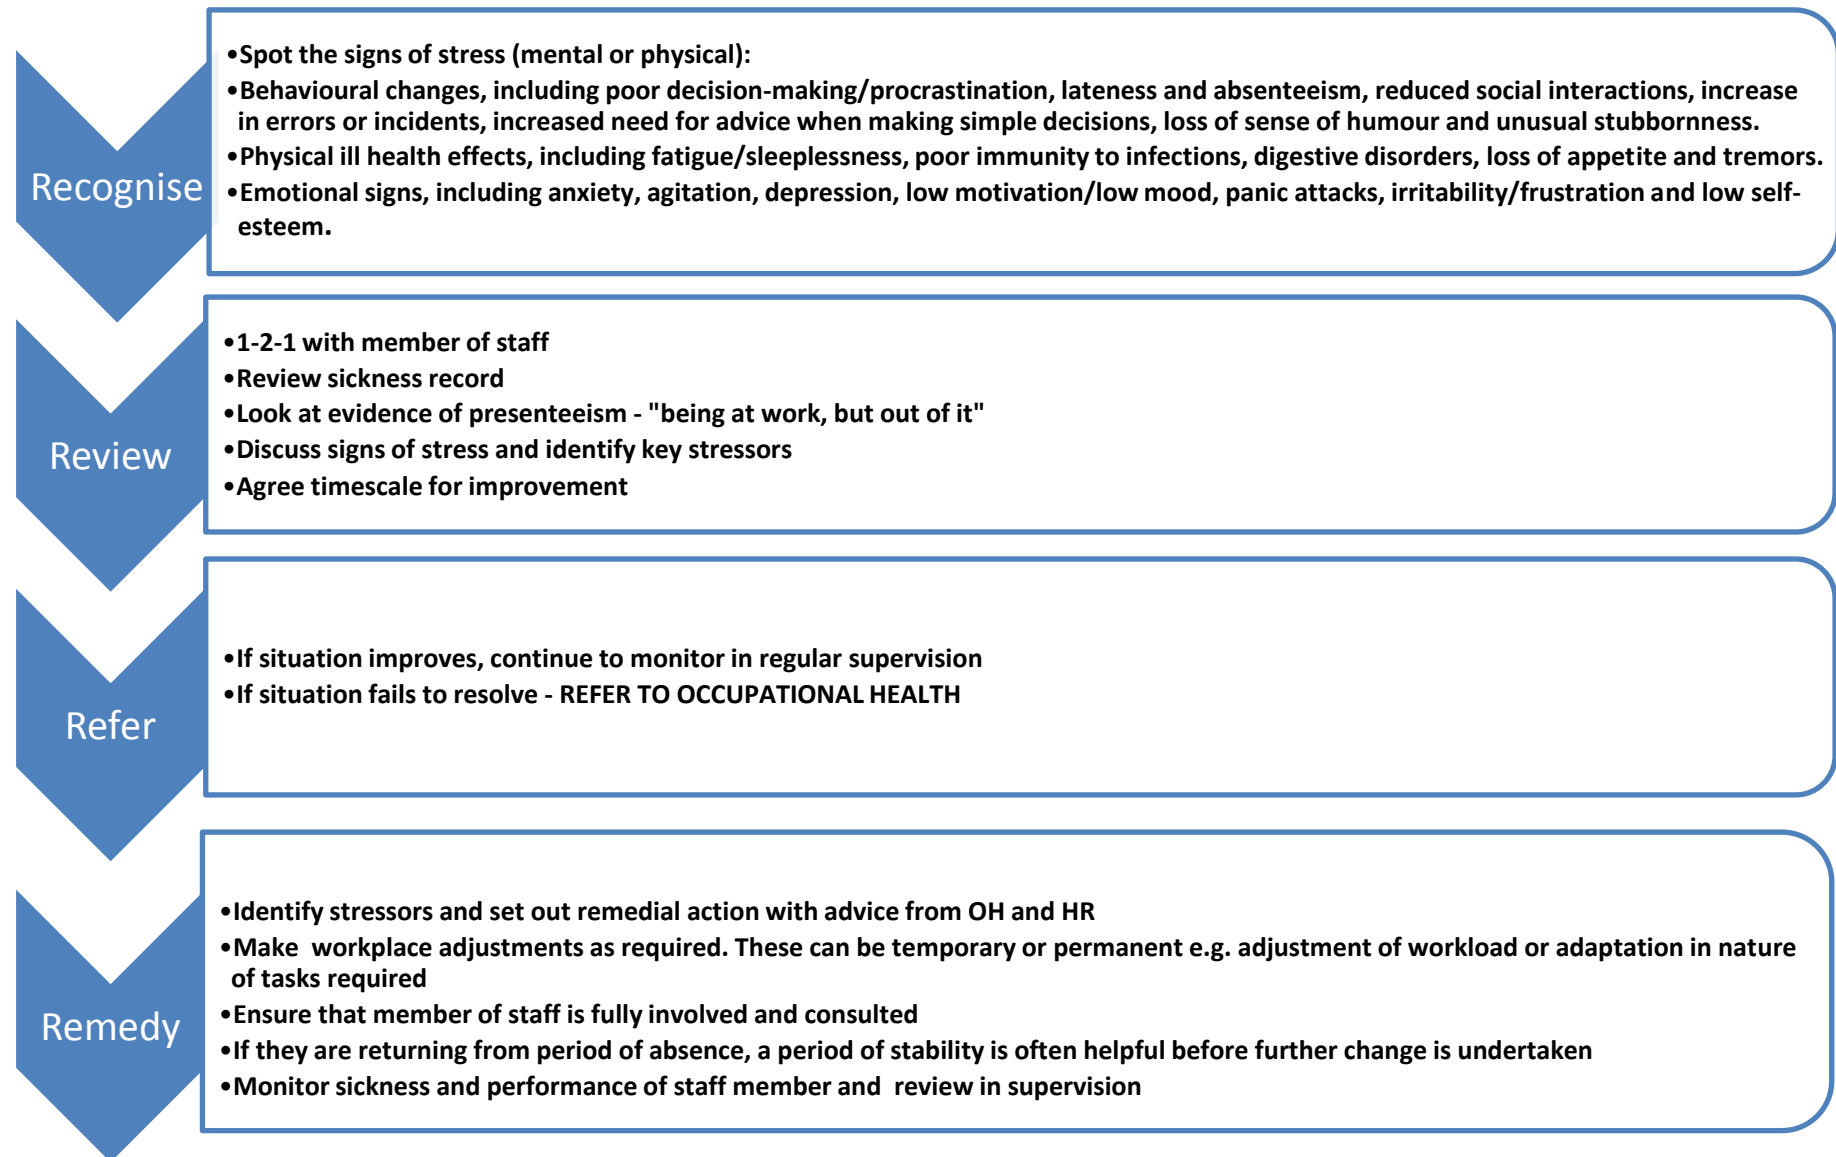 Recognise
•Spot the signs of stress (mental or physical):
•Behavioural changes, including poor decision-making/procrastination, lateness and absenteeism, reduced social interactions, increase
in errors or incidents, increased need for advice when making simple decisions, loss of sense of humour and unusual stubbornness.
•Physical ill health effects, including fatigue/sleeplessness, poor immunity to infections, digestive disorders, loss of appetite and tremors.
•Emotional signs, including anxiety, agitation, depression, low motivation/low mood, panic attacks, irritability/frustration and low self-
esteem.
Review
•1-2-1 with member of staff
•Review sickness record
•Look at evidence of presenteeism - "being at work, but out of it"
•Discuss signs of stress and identify key stressors
•Agree timescale for improvement
Refer
•If situation improves, continue to monitor in regular supervision
•If situation fails to resolve - REFER TO OCCUPATIONAL HEALTH
Remedy
•Identify stressors and set out remedial action with advice from OH and HR
•Make  workplace adjustments as required. These can be temporary or permanent e.g. adjustment of workload or adaptation in nature
of tasks required
•Ensure that member of staff is fully involved and consulted
•If they are returning from period of absence, a period of stability is often helpful before further change is undertaken
•Monitor sickness and performance of staff member and  review in supervision